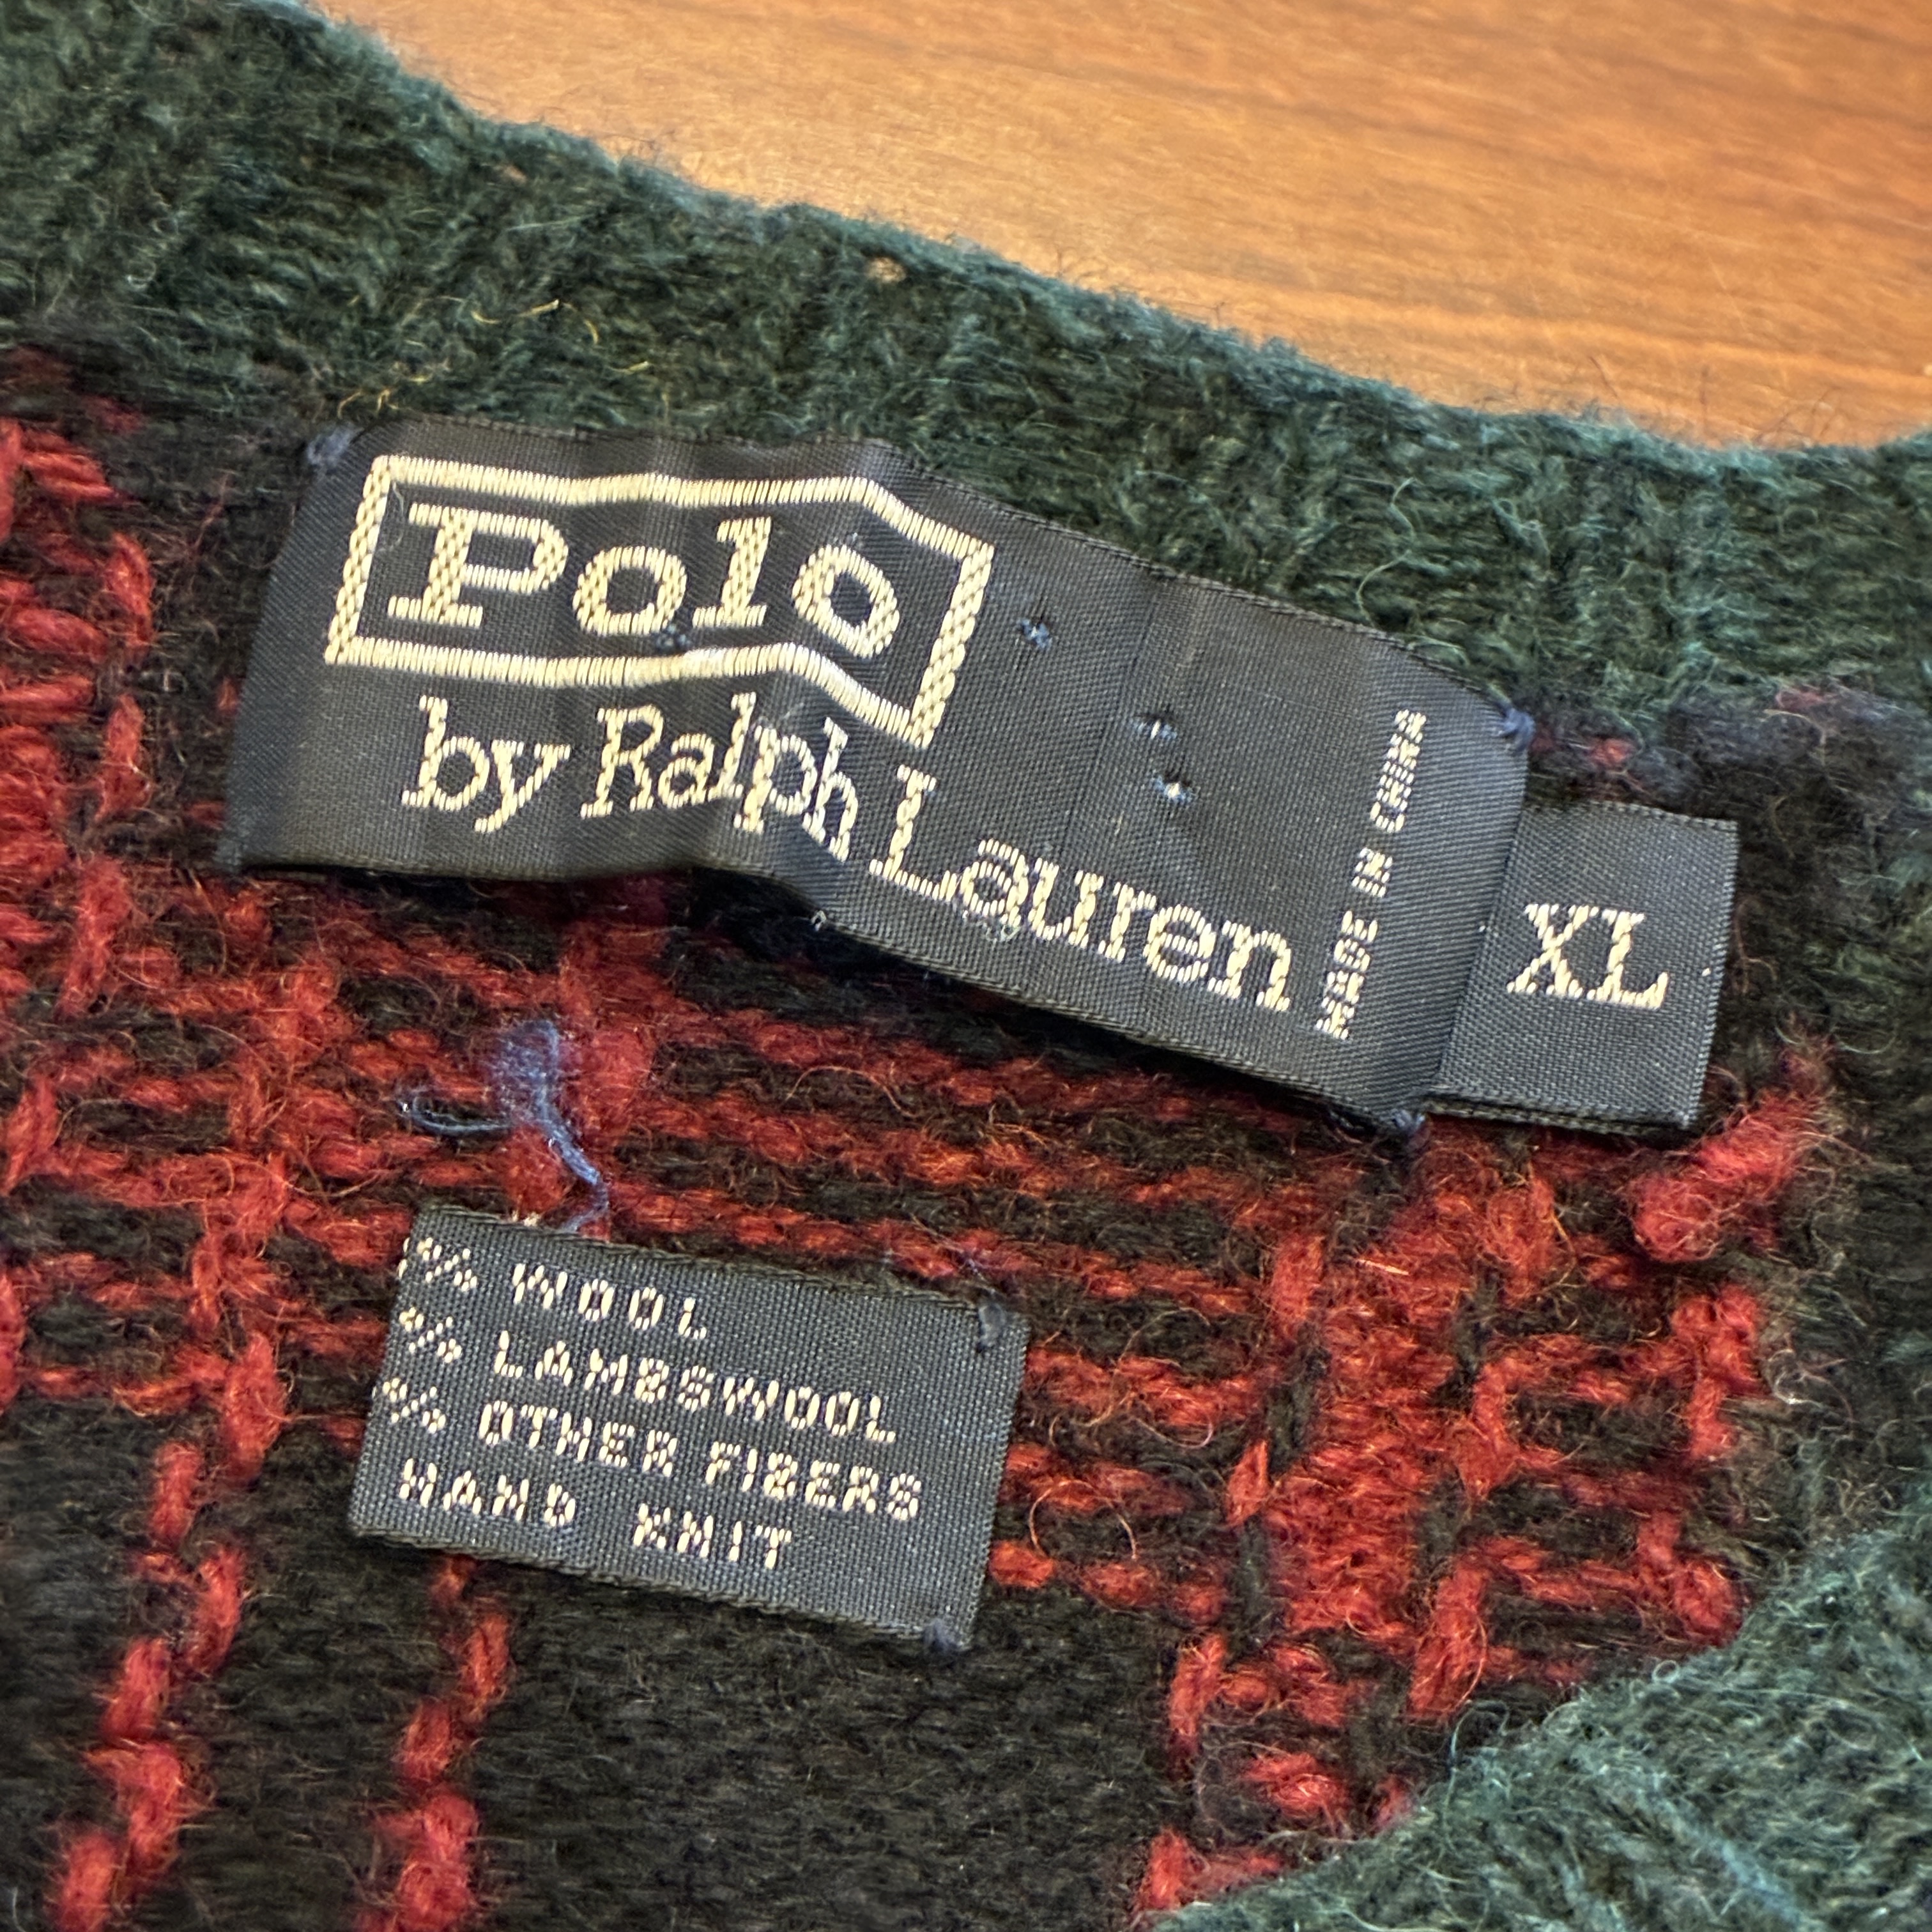 Polo
by Ralph Lauren
MADE IN CHINA
XL
% WOOL
% LAMBSWOOL
% OTHER FIBERS
HAND KNIT